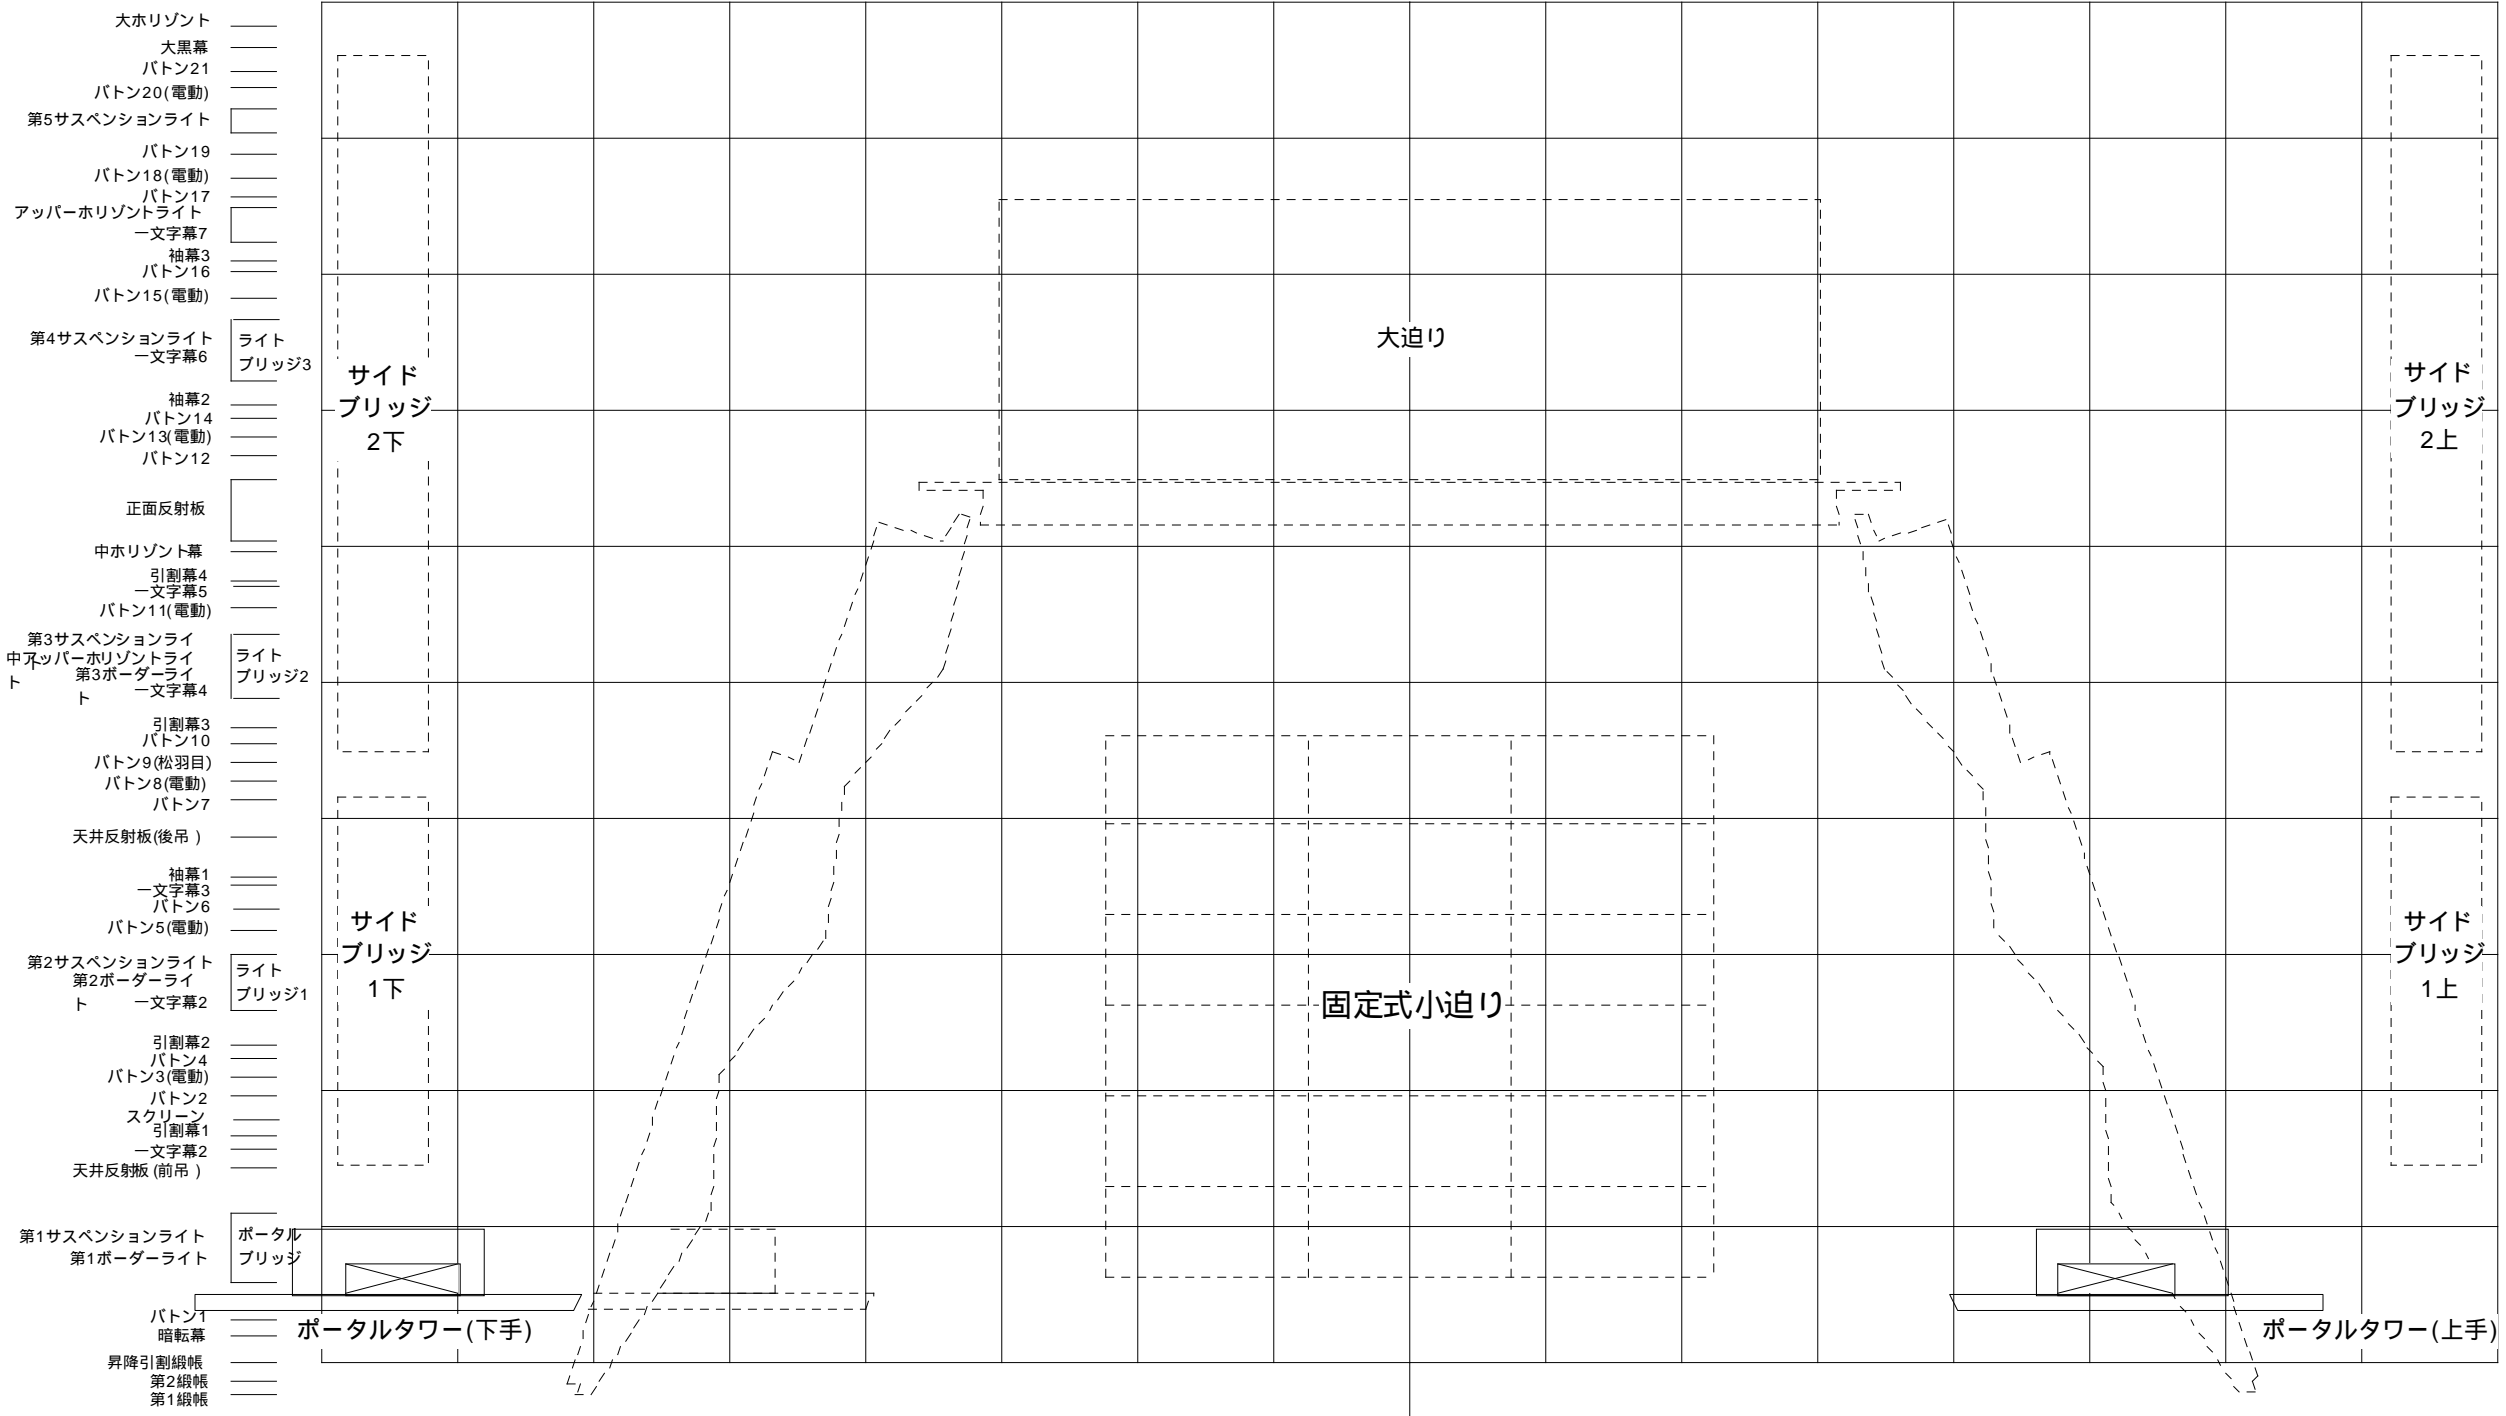 大ホリゾント
大黒幕
バトン21
バトン20(電動)
第5サスペンションライト
バトン19
バトン18(電動)
バトン17
アッパーホリゾントライト
一文字幕7
袖幕3
バトン16
バトン15(電動)
第4サスペンションライト
一文字幕6
ライト
ブリッジ3
袖幕2
バトン14
バトン13(電動)
バトン12
正面反射板
中ホリゾント幕
引割幕4
一文字幕5
バトン11(電動)
第3サスペンションライ
ト
中アッパーホリゾントライ
ト
第3ボーダーライ
ト
一文字幕4
ライト
ブリッジ2
引割幕3
バトン10
バトン9(松羽目)
バトン8(電動)
バトン7
天井反射板(後吊)
袖幕1
一文字幕3
バトン6
バトン5(電動)
第2サスペンションライト
第2ボーダーライ
ト
一文字幕2
ライト
ブリッジ1
引割幕2
バトン4
バトン3(電動)
バトン2
スクリーン
引割幕1
一文字幕2
天井反射板(前吊)
第1サスペンションライト
第1ボーダーライト
ポータル
ブリッジ
バトン1
暗転幕
昇降引割緞帳
第2緞帳
第1緞帳
サイド
ブリッジ
2下
サイド
ブリッジ
1下
ポータルタワー(下手)
大迫り
固定式小迫り
サイド
ブリッジ
2上
サイド
ブリッジ
1上
ポータルタワー(上手)